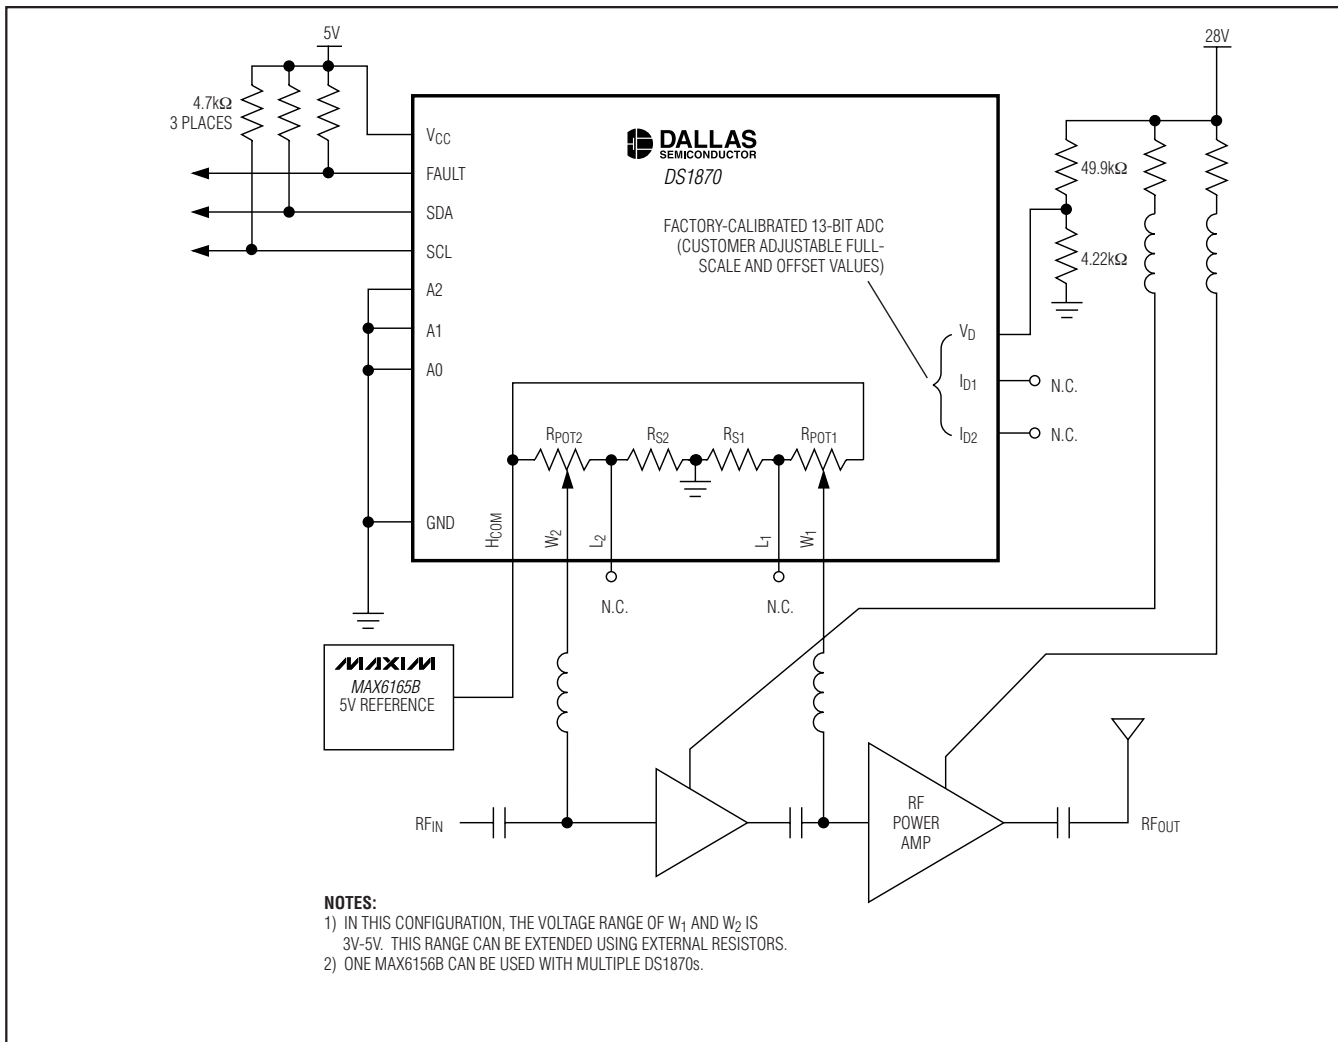 5V
28V
4.7kΩ
3 PLACES
VCC
FAULT
SDA
SCL
A2
A1
A0
GND
DALLAS
SEMICONDUCTOR
DS1870
FACTORY-CALIBRATED 13-BIT ADC
(CUSTOMER ADJUSTABLE FULL-
SCALE AND OFFSET VALUES)
49.9kΩ
4.22kΩ
VD
ID1
N.C.
ID2
N.C.
RPOT2
RS2
RS1
RPOT1
HCOM
W2
L2
L1
W1
N.C.
N.C.
MAXIM
MAX6165B
5V REFERENCE
RFIN
RF
POWER
AMP
RFOUT
NOTES:
1) IN THIS CONFIGURATION, THE VOLTAGE RANGE OF W1 AND W2 IS
3V-5V. THIS RANGE CAN BE EXTENDED USING EXTERNAL RESISTORS.
2) ONE MAX6156B CAN BE USED WITH MULTIPLE DS1870s.